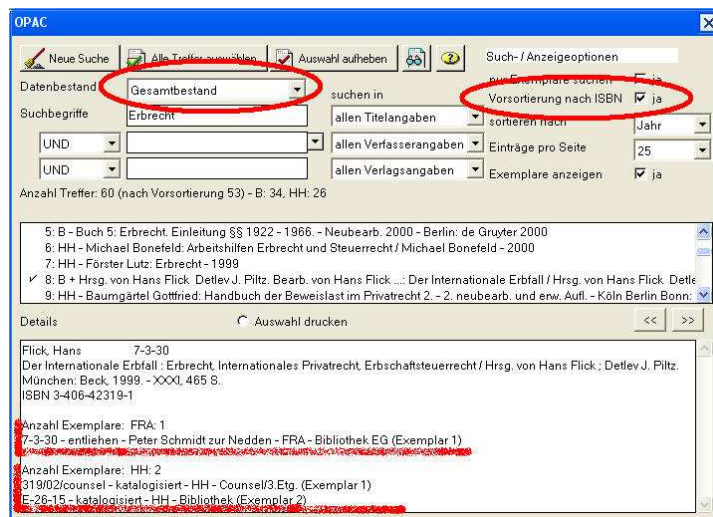 OPAC
Neue Suche Alle Treffer auswählen Auswahl aufheben Such-/Anzeigeoptionen
nur Exemplare suchen ja
Datenbestand Gesamtbestand suchen in Vorsortierung nach ISBN ja
Suchbegriffe Erbrecht allen Titelangaben sortieren nach Jahr
UND allen Verfasserangaben Einträge pro Seite 25
UND allen Verlagsangaben Exemplare anzeigen ja
Anzahl Treffer: 60 (nach Vorsortierung 53) - B: 34, HH: 26
5: B - Buch 5: Erbrecht. Einleitung §§ 1922 - 1966. - Neubearb. 2000 - Berlin: de Gruyter 2000
6: HH - Michael Bonefeld: Arbeitshilfen Erbrecht und Steuerrecht / Michael Bonefeld - 2000
7: HH - Förster Lutz: Erbrecht - 1999
8: B + Hrsg. von Hans Flick Detlev J. Piltz. Bearb. von Hans Flick ...: Der Internationale Erbfall / Hrsg. von Hans Flick Detle
9: HH - Baumgärtel Gottfried: Handbuch der Beweislast im Privatrecht 2. - 2. neubearb. und erw. Aufl. - Köln Berlin Bonn:
Details Auswahl drucken << >>
Flick, Hans 7-3-30
Der Internationale Erbfall : Erbrecht, Internationales Privatrecht, Erbschaftsteuerrecht / Hrsg. von Hans Flick ; Detlev J. Piltz.
München: Beck, 1999. - XXXI, 465 S.
ISBN 3-406-42319-1
Anzahl Exemplare: FRA: 1
7-3-30 - entliehen - Peter Schmidt zur Nedden - FRA - Bibliothek EG (Exemplar 1)
Anzahl Exemplare: HH: 2
319/02/counsel - katalogisiert - HH - Counsel/3.Etg. (Exemplar 1)
E-26-15 - katalogisiert - HH - Bibliothek (Exemplar 2)